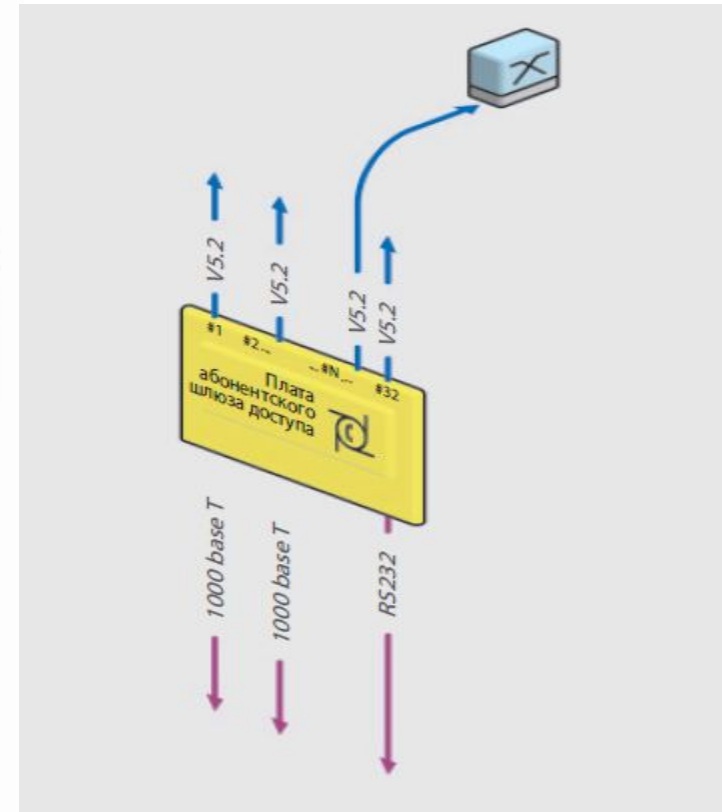 V5.2
V5.2
V5.2
V5.2
#1
#2...
...#N...
#32
Плата
абонентского
шлюза доступа
1000 base T
1000 base T
RS232